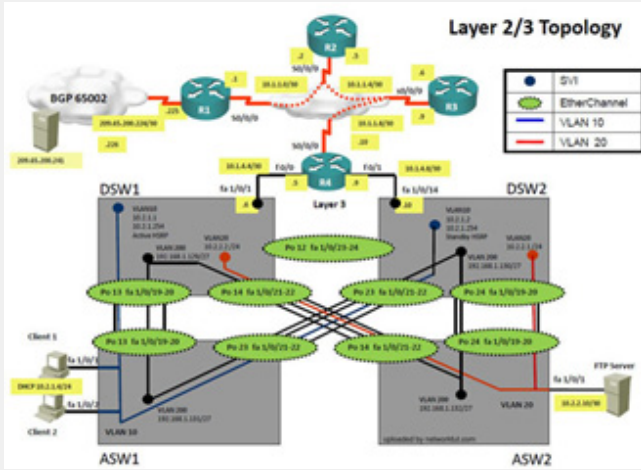 Layer 2/3 Topology
R2
.2
.5
S0/0/0
10.1.1.0/30
10.1.1.4/30
.6
BGP 65002
R1
.1
R3
.225
209.65.200.224/30
S0/0/0
10.1.1.8/30
S0/0/0
.9
.226
.10
209.65.200.241
S0/0/0
SVI
EtherChannel
VLAN 10
VLAN 20
10.1.4.4/30
F0/0
F0/1
10.1.4.8/30
R4
.5
.9
DSW1
fa 1/0/1
Layer 3
fa 1/0/14
DSW2
.6
.10
VLAN10
10.2.1.1
10.2.1.254
Active HSRP
VLAN 200
192.168.1.129/27
VLAN20
10.2.2.2/24
Po 12 fa 1/0/23-24
VLAN10
10.2.1.2
10.2.1.254
Standby HSRP
VLAN20
10.2.2.1/24
VLAN 200
192.168.1.130/27
Po 13 fa 1/0/19-20
Po 14 fa 1/0/21-22
Po 23 fa 1/0/21-22
Po 24 fa 1/0/19-20
Po 13 fa 1/0/19-20
Po 23 fa 1/0/21-22
Po 14 fa 1/0/21-22
Po 24 fa 1/0/19-20
Client 1
fa 1/0/1
DHCP 10.2.1.4/24
fa 1/0/2
Client 2
VLAN 200
192.168.1.131/27
VLAN 10
FTP Server
fa 1/0/1
VLAN 200
VLAN 20
ASW1
uploaded by networktut.com
ASW2